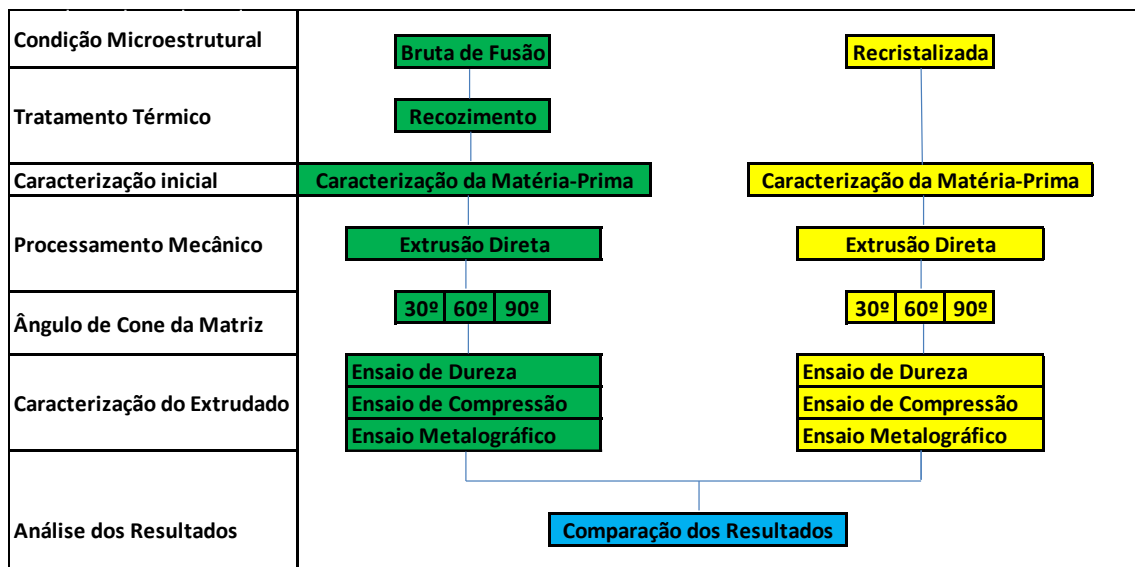 Condição Microestrutural
Bruta de Fusão
Recristalizada
Tratamento Térmico
Recozimento
Caracterização inicial
Caracterização da Matéria-Prima
Caracterização da Matéria-Prima
Processamento Mecânico
Extrusão Direta
Extrusão Direta
Ângulo de Cone da Matriz
30º 60º 90º
30º 60º 90º
Caracterização do Extrudado
Ensaio de Dureza
Ensaio de Compressão
Ensaio Metalográfico
Ensaio de Dureza
Ensaio de Compressão
Ensaio Metalográfico
Análise dos Resultados
Comparação dos Resultados